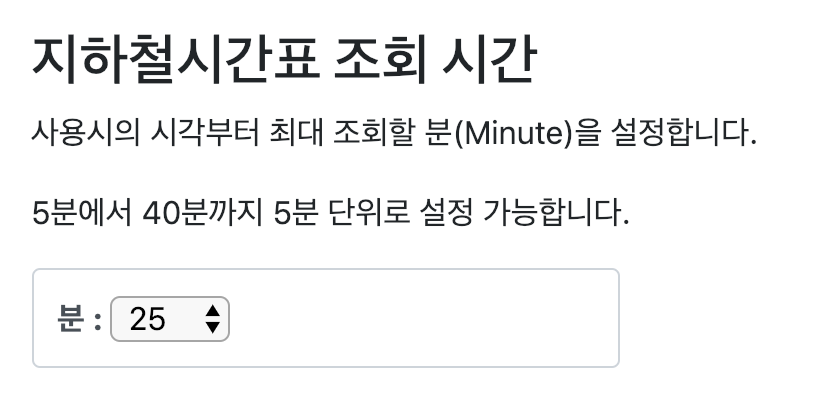 지하철시간표 조회 시간
사용시의 시각부터 최대 조회할 분(Minute)을 설정합니다.
5분에서 40분까지 5분 단위로 설정 가능합니다.
분 : 25